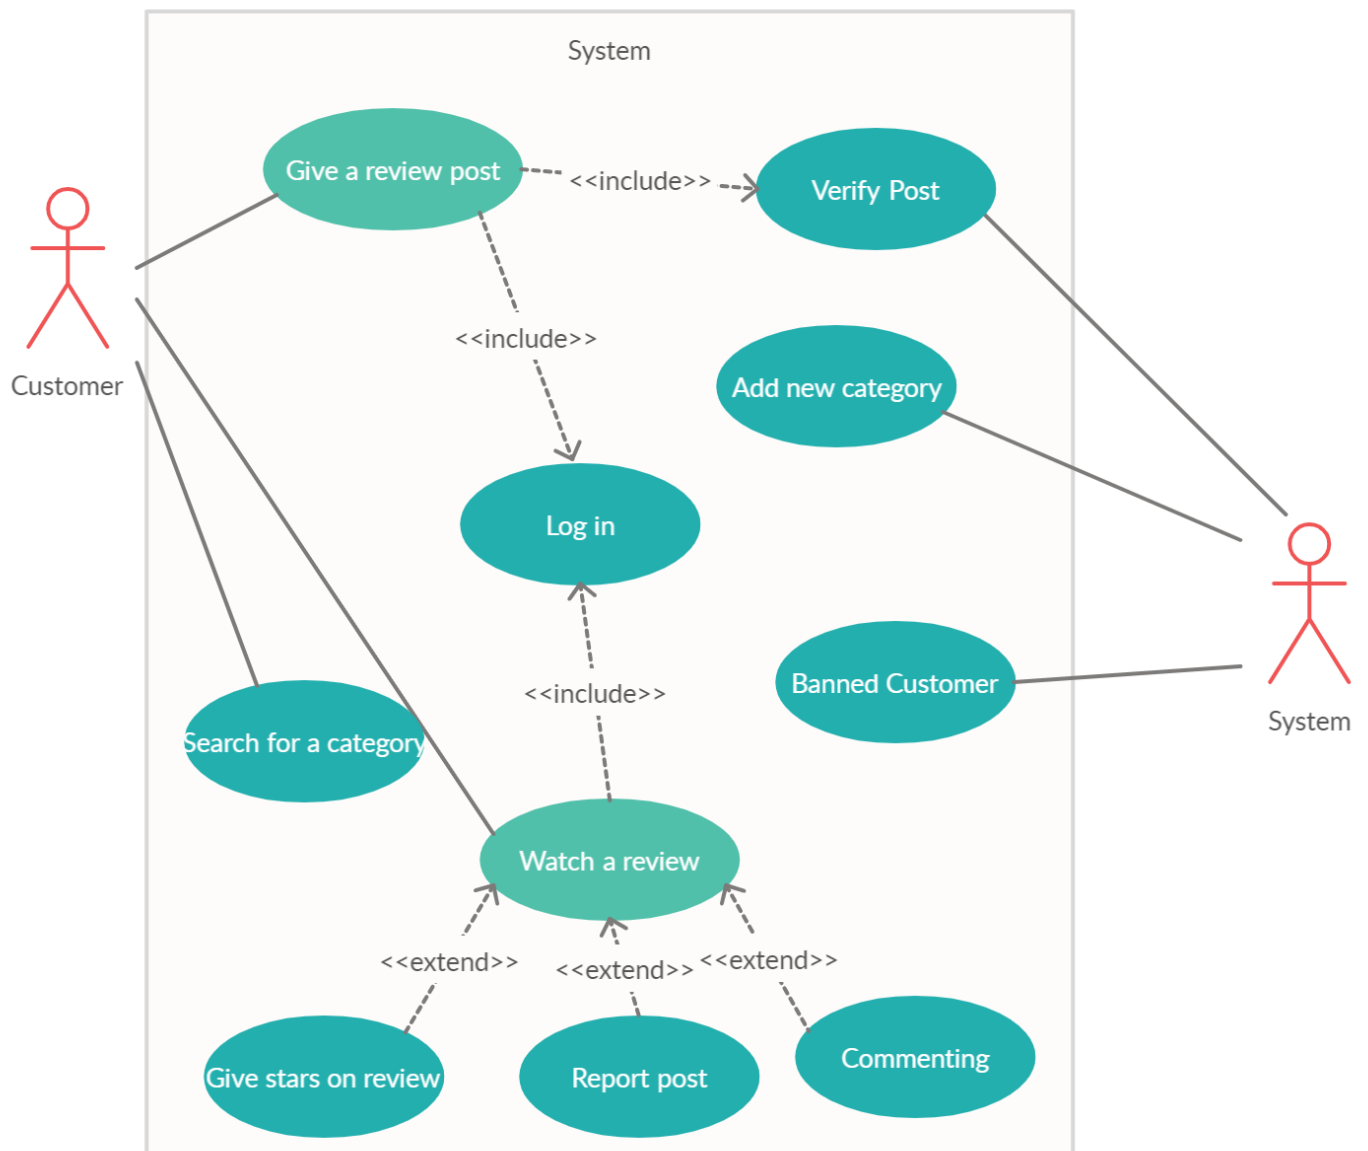 System
Give a review post
<<include>>
Verify Post
<<include>>
Customer
Add new category
Log in
<<include>>
Banned Customer
System
Search for a category
Watch a review
<<extend>>
<<extend>>
<<extend>>
Give stars on review
Report post
Commenting